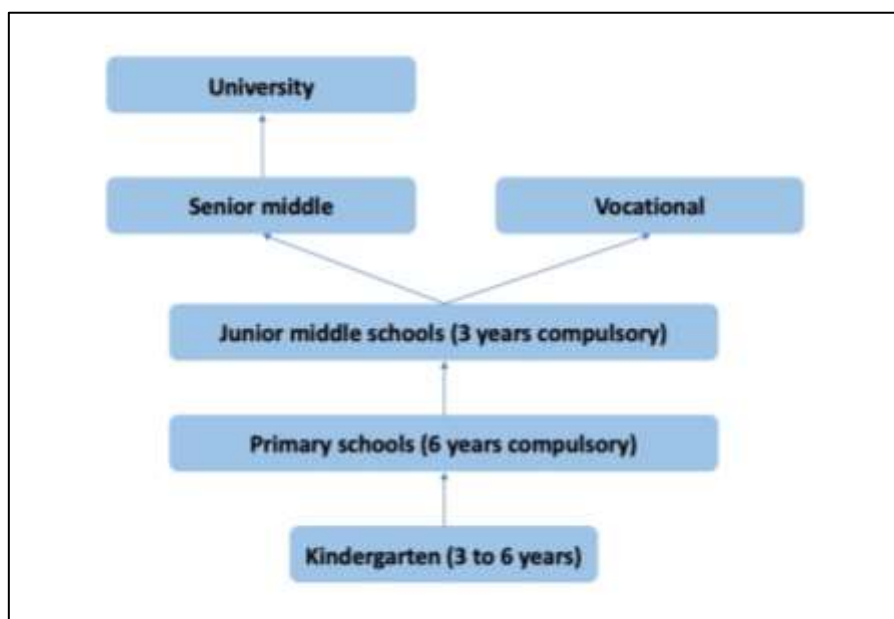 University
Senior middle
Vocational
Junior middle schools (3 years compulsory)
Primary schools (6 years compulsory)
Kindergarten (3 to 6 years)